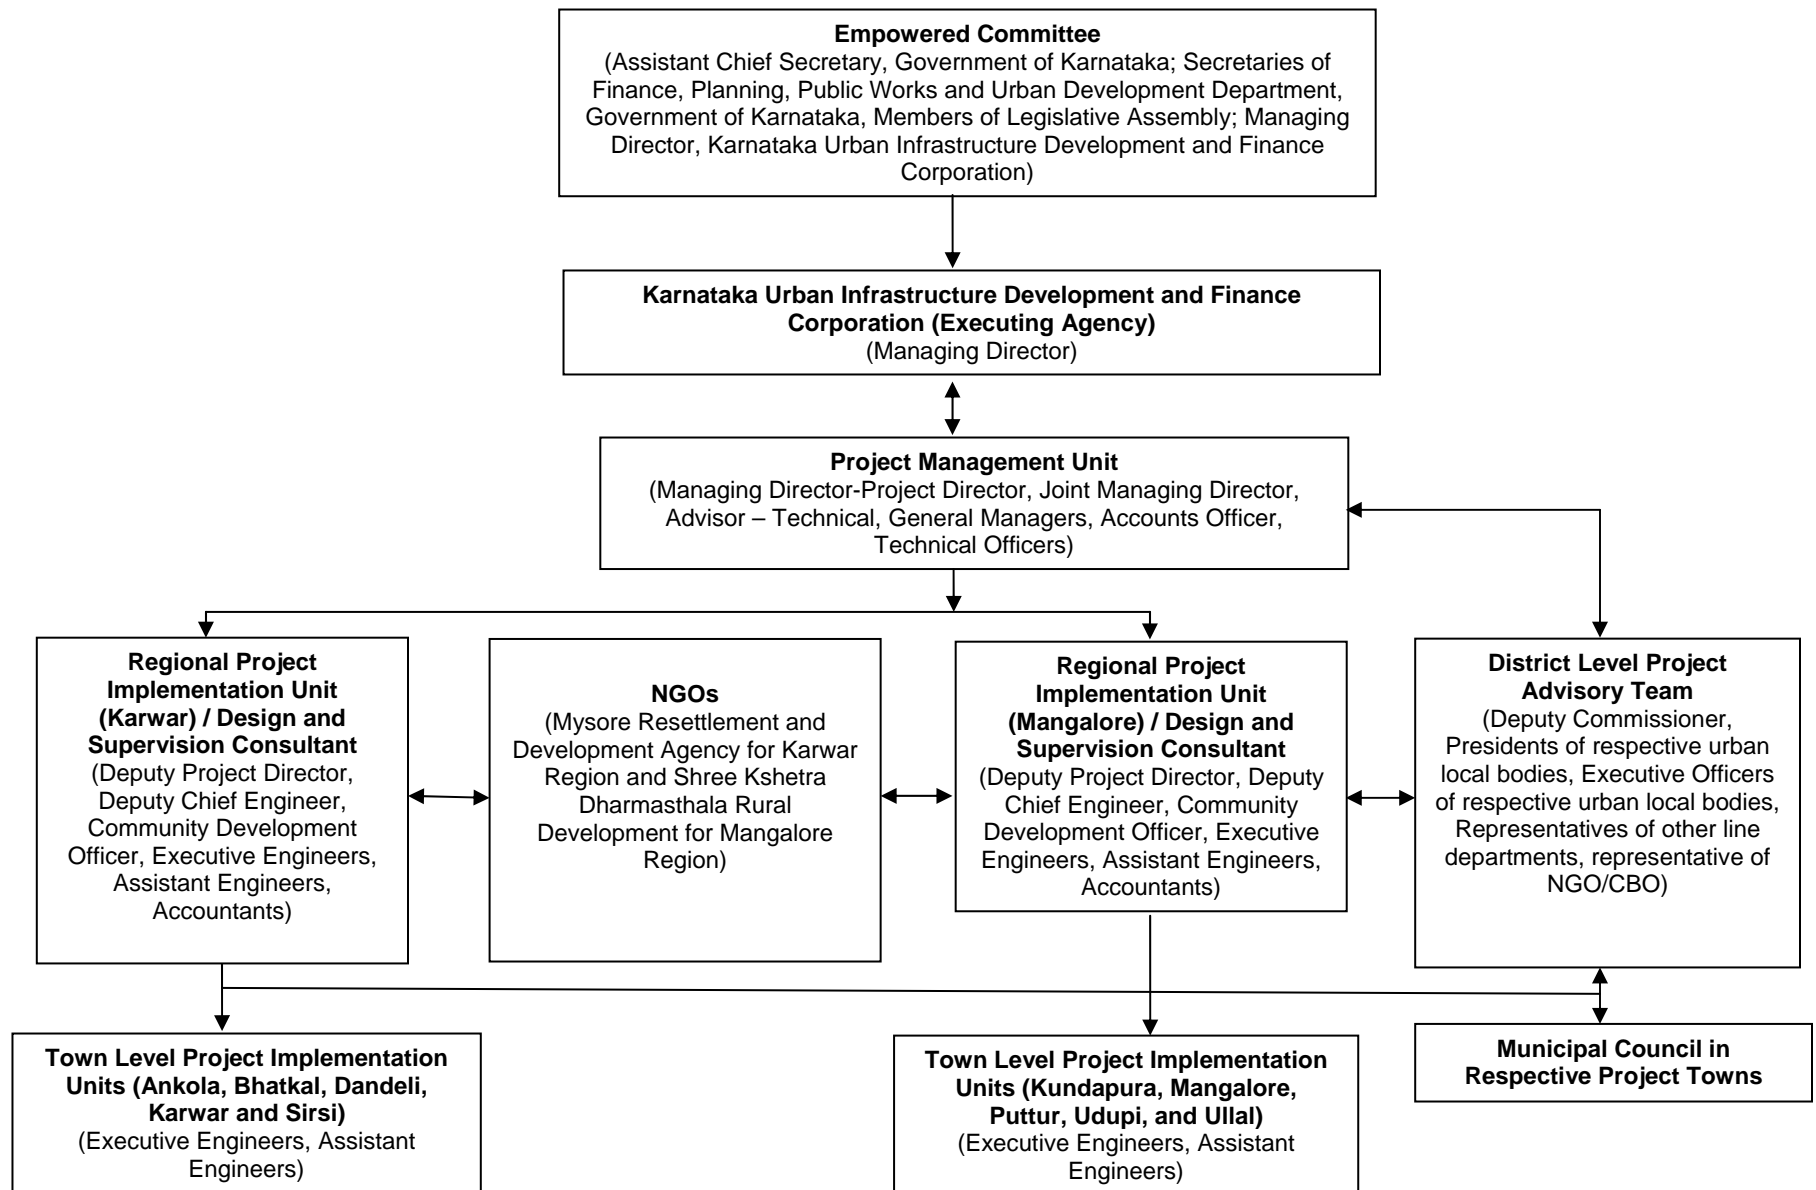 Empowered Committee
(Assistant Chief Secretary, Government of Karnataka; Secretaries of
Finance, Planning, Public Works and Urban Development Department,
Government of Karnataka, Members of Legislative Assembly; Managing
Director, Karnataka Urban Infrastructure Development and Finance
Corporation)
Karnataka Urban Infrastructure Development and Finance
Corporation (Executing Agency)
(Managing Director)
Project Management Unit
(Managing Director-Project Director, Joint Managing Director,
Advisor – Technical, General Managers, Accounts Officer,
Technical Officers)
Regional Project
Implementation Unit
(Karwar) / Design and
Supervision Consultant
(Deputy Project Director,
Deputy Chief Engineer,
Community Development
Officer, Executive Engineers,
Assistant Engineers,
Accountants)
NGOs
(Mysore Resettlement and
Development Agency for Karwar
Region and Shree Kshetra
Dharmasthala Rural
Development for Mangalore
Region)
Regional Project
Implementation Unit
(Mangalore) / Design and
Supervision Consultant
(Deputy Project Director, Deputy
Chief Engineer, Community
Development Officer, Executive
Engineers, Assistant Engineers,
Accountants)
District Level Project
Advisory Team
(Deputy Commissioner,
Presidents of respective urban
local bodies, Executive Officers
of respective urban local bodies,
Representatives of other line
departments, representative of
NGO/CBO)
Town Level Project Implementation
Units (Ankola, Bhatkal, Dandeli,
Karwar and Sirsi)
(Executive Engineers, Assistant
Engineers)
Town Level Project Implementation
Units (Kundapura, Mangalore,
Puttur, Udupi, and Ullal)
(Executive Engineers, Assistant
Engineers)
Municipal Council in
Respective Project Towns